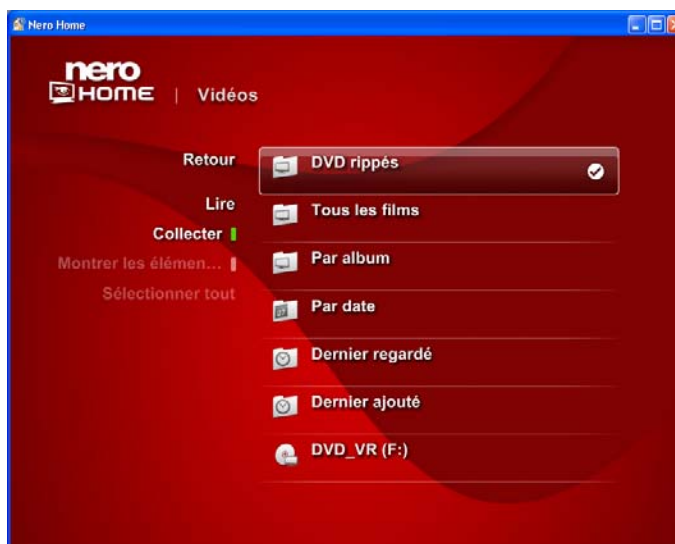 Nero Home
nero
HOME | Vidéos
Retour
Lire
Collecter
Montrer les élémen...
Sélectionner tout
DVD rippés
Tous les films
Par album
Par date
Dernier regardé
Dernier ajouté
DVD_VR (F:)